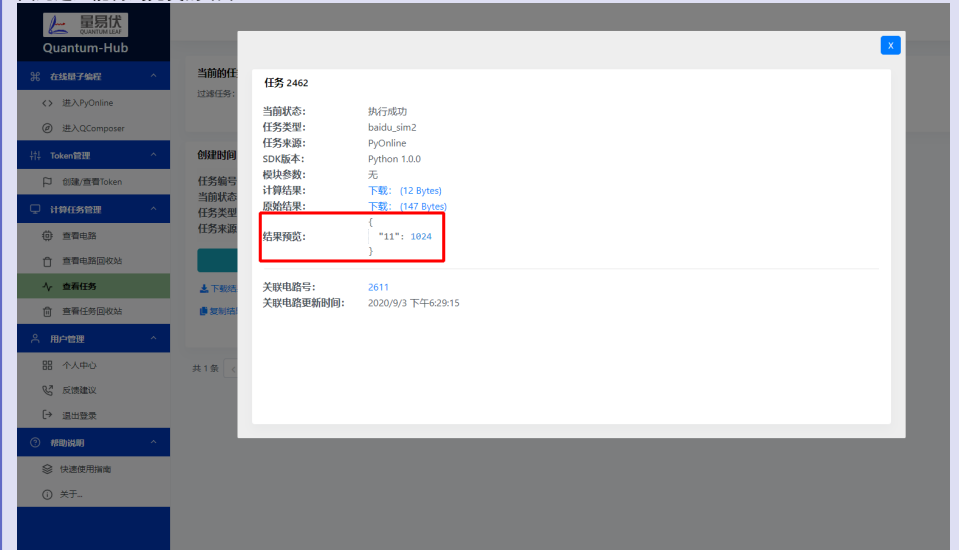 量易伏
QUANTUM LEAF
Quantum-Hub
X
在线量子编程
进入PyOnline
进入QComposer
Token管理
创建/查看Token
计算任务管理
查看电路
查看电路回收站
查看任务
查看任务回收站
用户管理
个人中心
反馈建议
退出登录
帮助说明
快速使用指南
关于...
当前的任
过滤任务:
创建时间
任务编号
当前状态
任务类型
任务来源
下载结
复制结
共 1 条
任务 2462
当前状态: 执行成功
任务类型: baidu_sim2
任务来源: PyOnline
SDK版本: Python 1.0.0
模块参数: 无
计算结果: 下载: (12 Bytes)
原始结果: 下载: (147 Bytes)
结果预览:
{
"11": 1024
}
关联电路号: 2611
关联电路更新时间: 2020/9/3 下午6:29:15